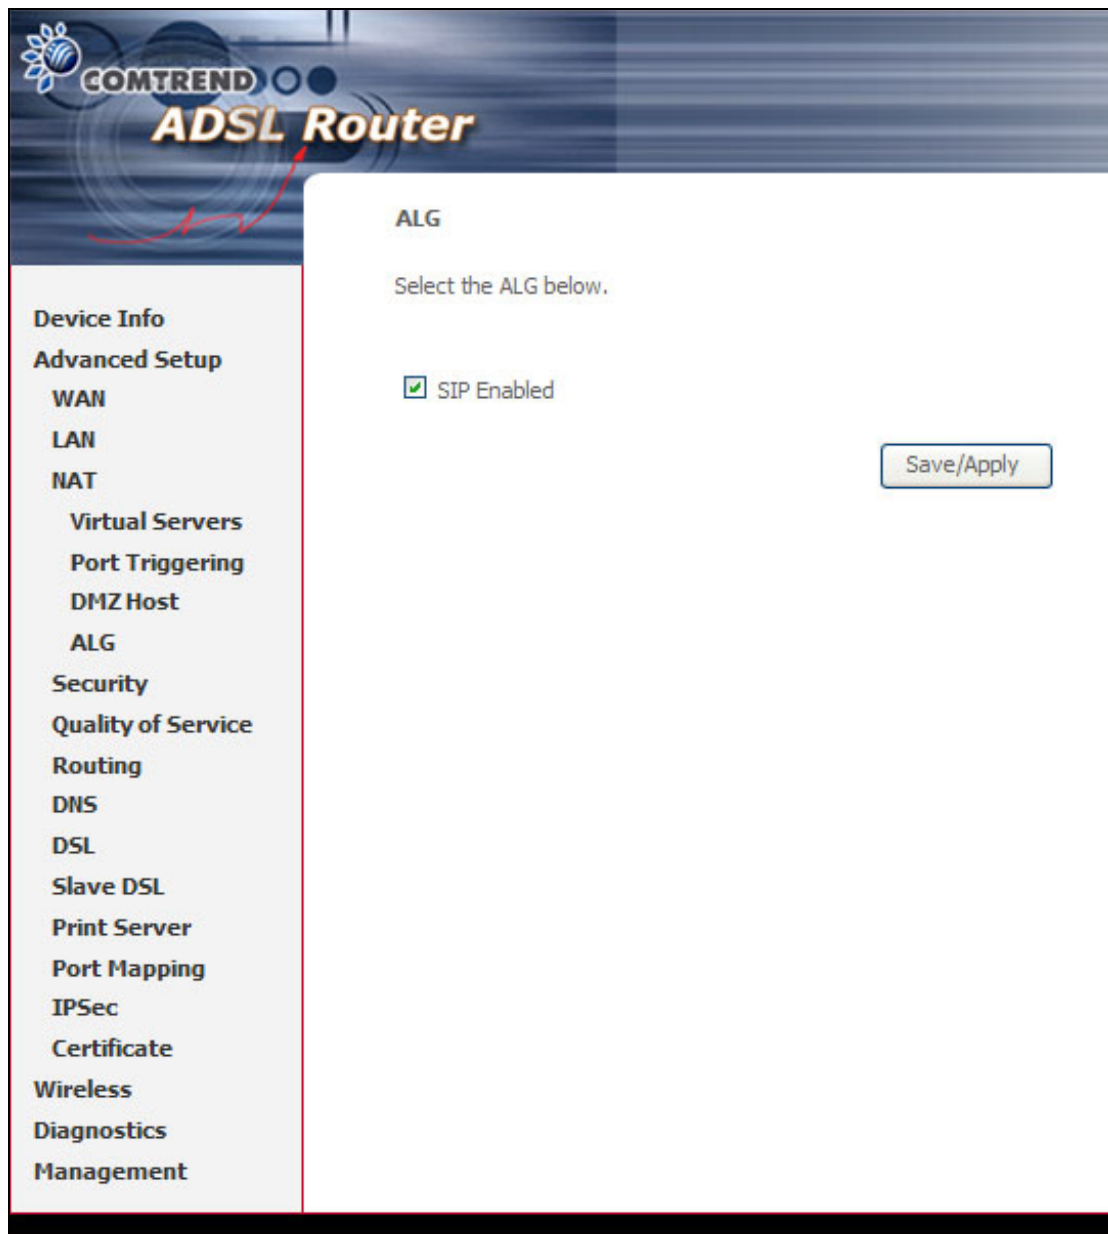 COMTREND
ADSL Router
ALG
Select the ALG below.
SIP Enabled
Save/Apply
Device Info
Advanced Setup
WAN
LAN
NAT
Virtual Servers
Port Triggering
DMZ Host
ALG
Security
Quality of Service
Routing
DNS
DSL
Slave DSL
Print Server
Port Mapping
IPSec
Certificate
Wireless
Diagnostics
Management